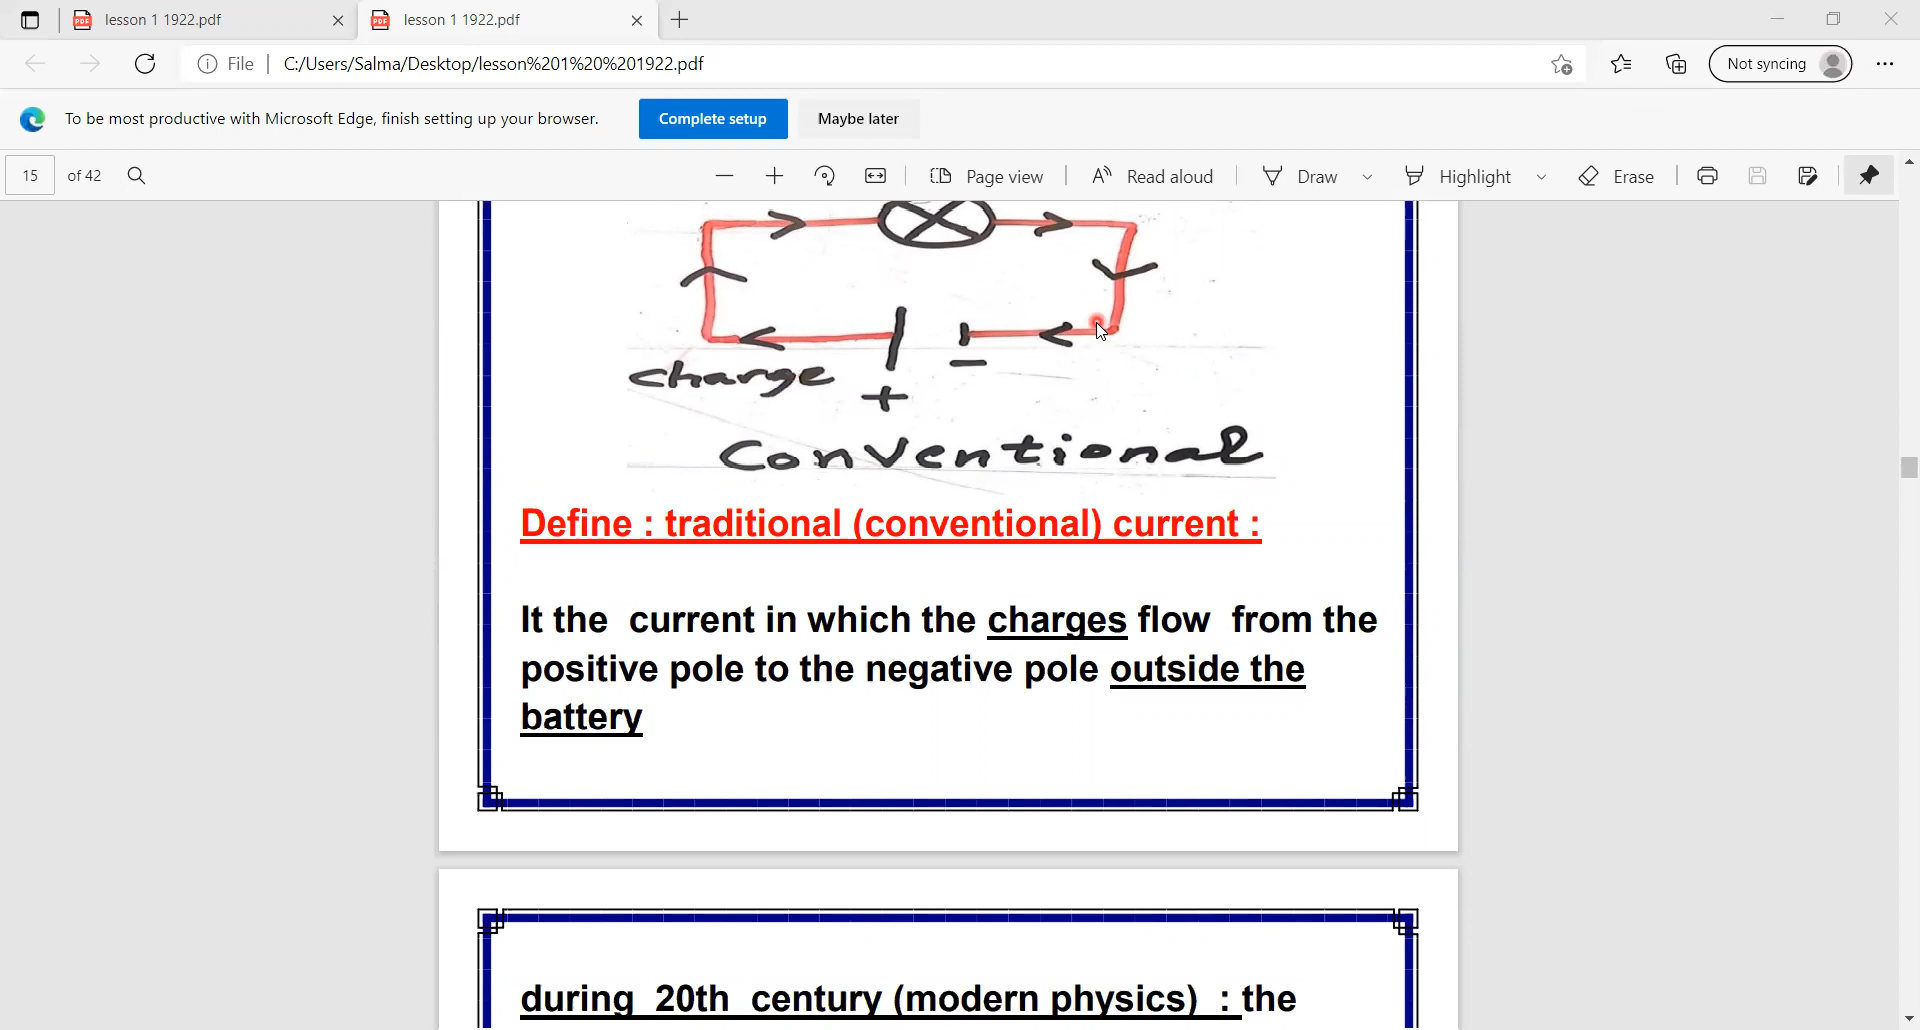 lesson 1 1922.pdf
lesson 1 1922.pdf
File
C:/Users/Salma/Desktop/lesson%201%20%201922.pdf
Not syncing
To be most productive with Microsoft Edge, finish setting up your browser.
Complete setup
Maybe later
15 of 42
Page view
Read aloud
Draw
Highlight
Erase
charge
+ −
Conventional
Define : traditional (conventional) current :
It the current in which the charges flow from the
positive pole to the negative pole outside the
battery
during 20th century (modern physics) : the